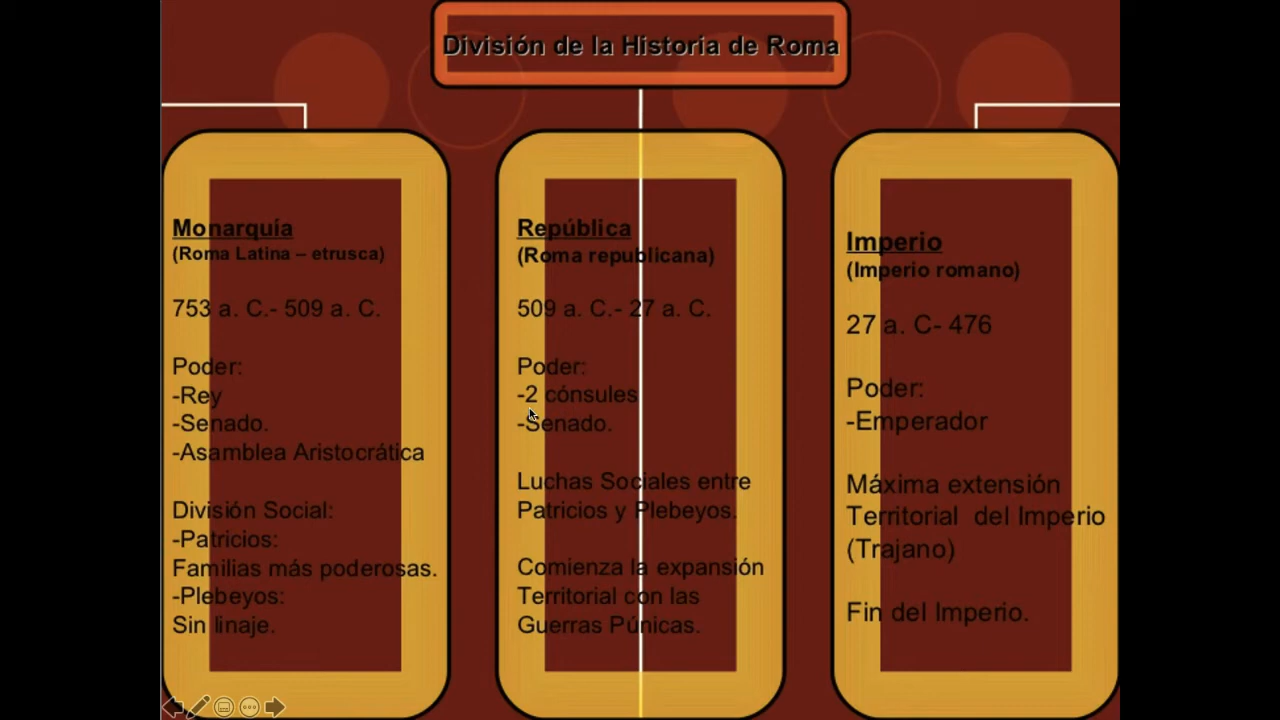 División de la Historia de Roma
Monarquía
(Roma Latina – etrusca)
753 a. C.- 509 a. C.
Poder:
-Rey
-Senado.
-Asamblea Aristocrática
División Social:
-Patricios:
Familias más poderosas.
-Plebeyos:
Sin linaje.
República
(Roma republicana)
509 a. C.- 27 a. C.
Poder:
-2 cónsules
-Senado.
Luchas Sociales entre
Patricios y Plebeyos.
Comienza la expansión
Territorial con las
Guerras Púnicas.
Imperio
(Imperio romano)
27 a. C- 476
Poder:
-Emperador
Máxima extensión
Territorial  del Imperio
(Trajano)
Fin del Imperio.